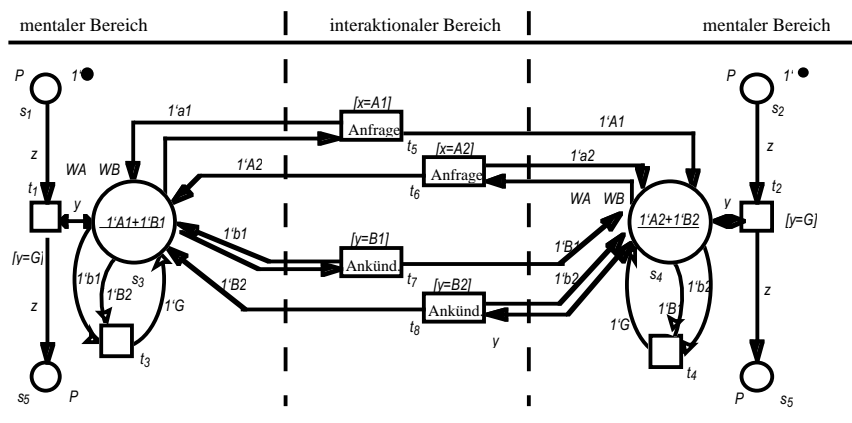 mentaler Bereich
interaktionaler Bereich
mentaler Bereich
P
1'
P
1'
s1
s2
[x=A1]
1'a1
1'A1
Anfrage
t5
z
z
[x=A2]
1'A2
1'a2
Anfrage
t6
WA WB
WA WB
t1
t2
y
y
1'A1+1'B1
1'A2+1'B2
[y=G]
[y=G]
[y=B1]
1'b1
1'B1
Ankünd.
t7
s3
s4
[y=B2]
1'B2
1'b2
Ankünd.
t8
y
1'b1
1'B2
1'G
1'G
1'B1
1'b2
z
z
t3
t4
s5
P
P
s5